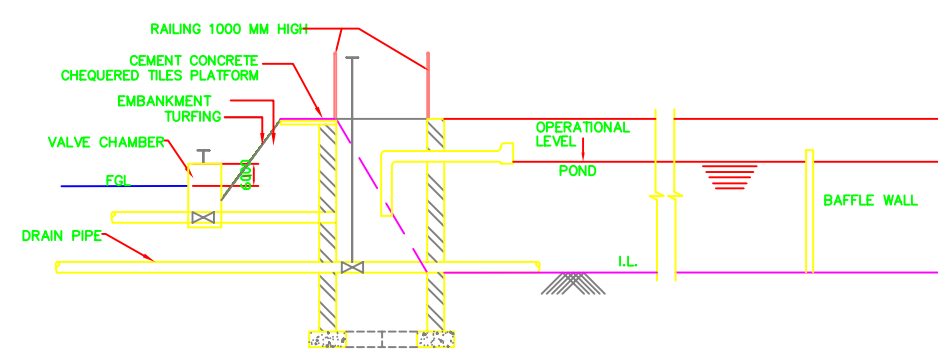 RAILING 1000 MM HIGH
CEMENT CONCRETE
CHEQUERED TILES PLATFORM
EMBANKMENT
TURFING
VALVE CHAMBER
FGL
OPERATIONAL
LEVEL
POND
BAFFLE WALL
DRAIN PIPE
I.L.